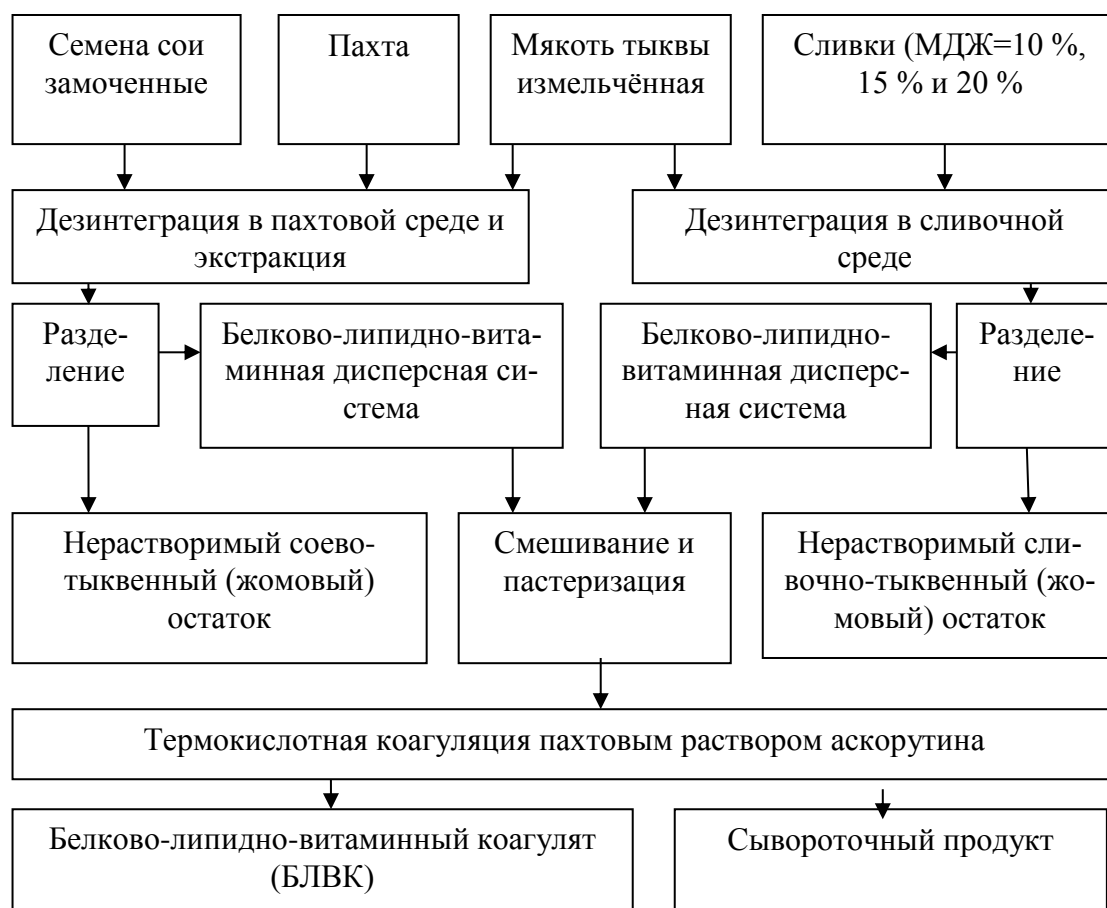 Семена сои
замоченные
Пахта
Мякоть тыквы
измельчённая
Сливки (МДЖ=10 %,
15 % и 20 %
Дезинтеграция в пахтовой среде и
экстракция
Дезинтеграция в сливочной
среде
Разде-
ление
Белково-липидно-вита-
минная дисперсная си-
стема
Белково-липидно-
витаминная дисперс-
ная система
Разделе-
ние
Нерастворимый соево-
тыквенный (жомовый)
остаток
Смешивание и
пастеризация
Нерастворимый сли-
вочно-тыквенный (жо-
мовый) остаток
Термокислотная коагуляция пахтовым раствором аскорутина
Белково-липидно-витаминный коагулят
(БЛВК)
Сывороточный продукт